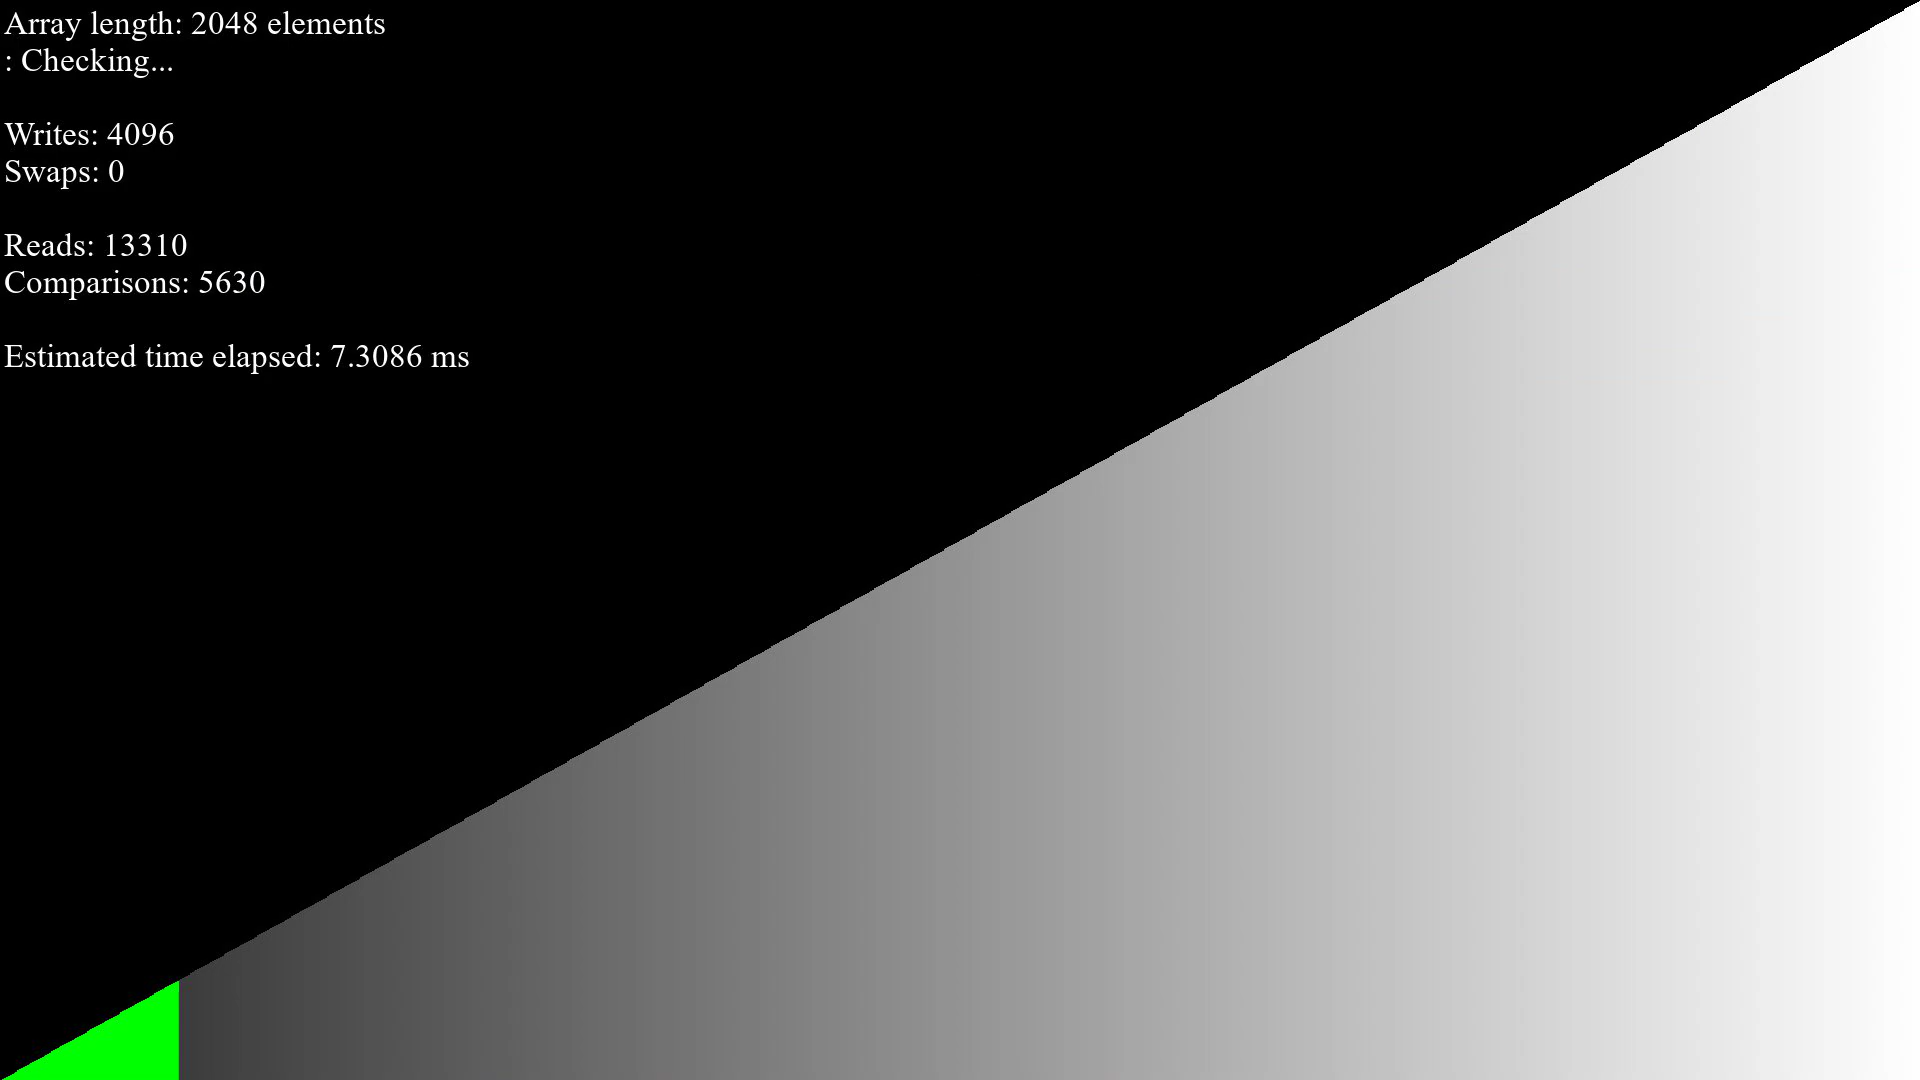 Array length: 2048 elements
: Checking...
Writes: 4096
Swaps: 0
Reads: 13310
Comparisons: 5630
Estimated time elapsed: 7.3086 ms